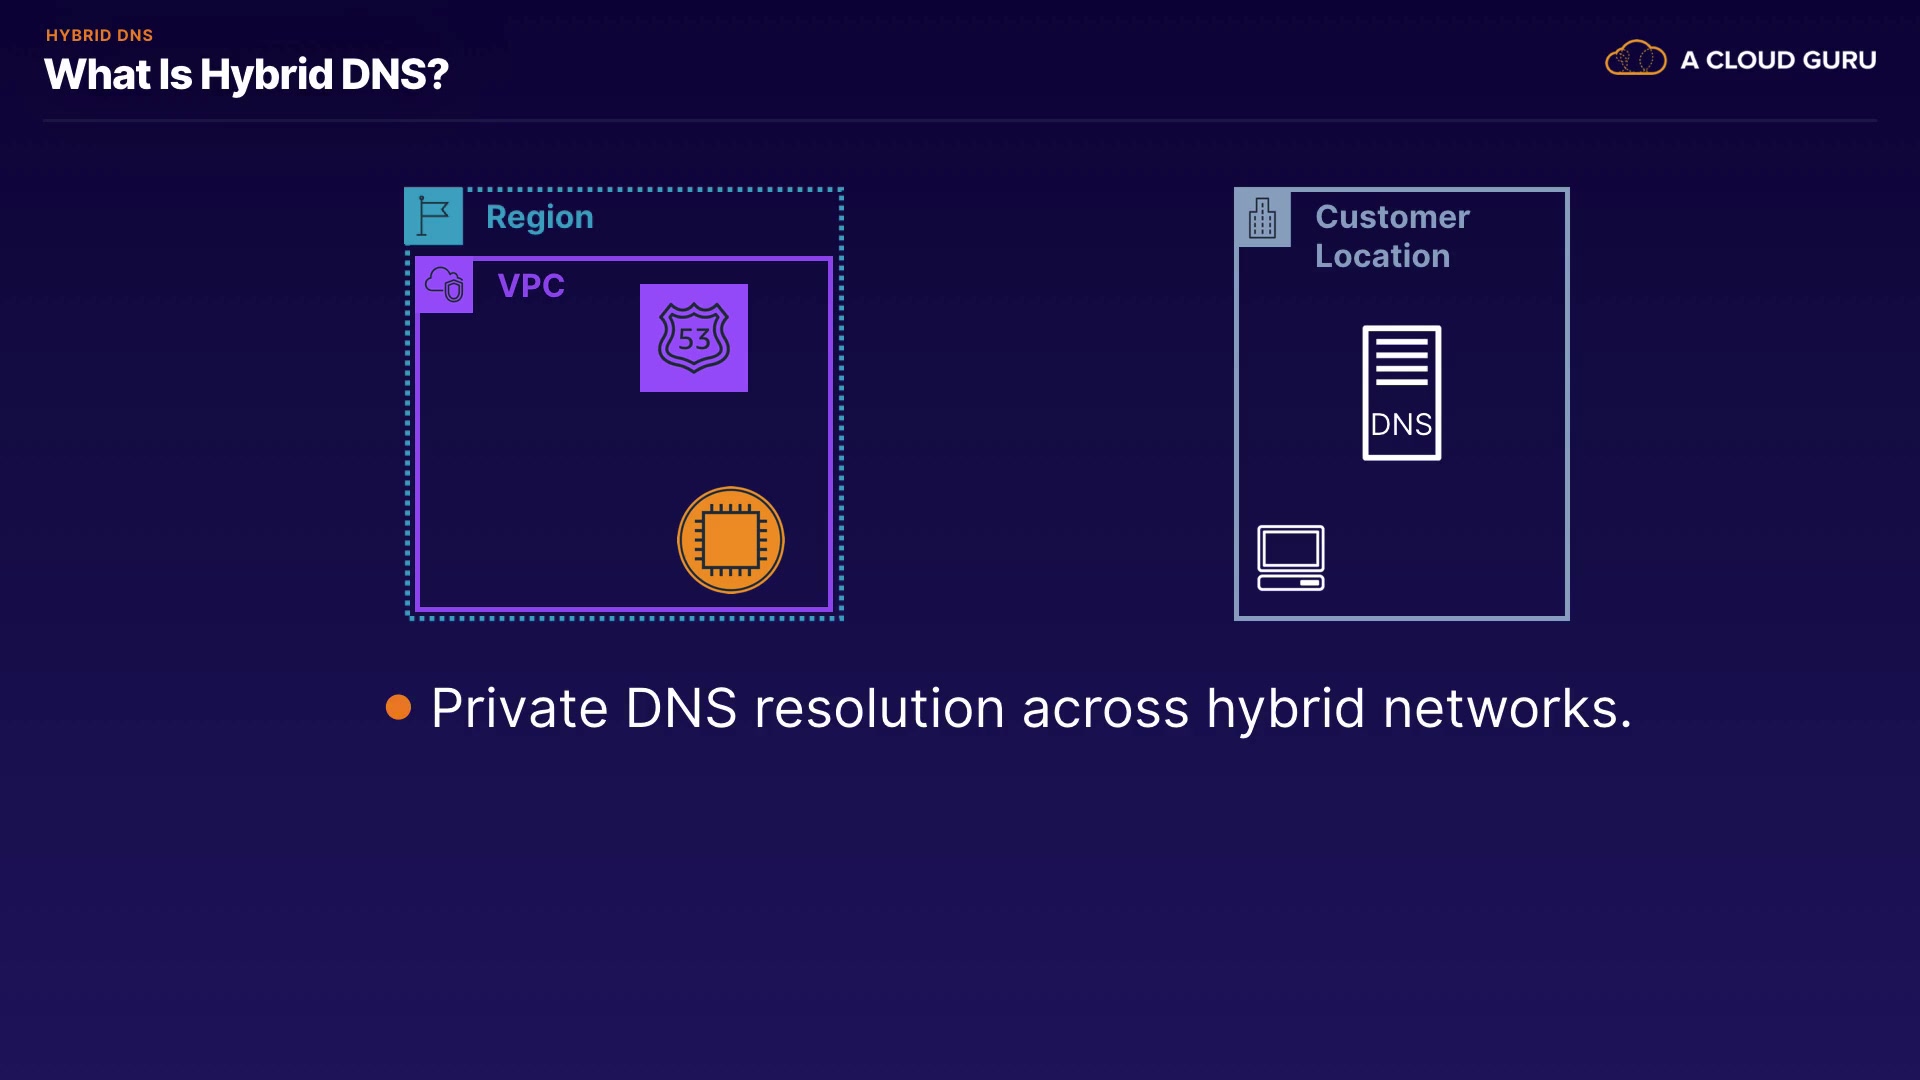 HYBRID DNS
What Is Hybrid DNS?
A CLOUD GURU
Region
VPC
53
Customer
Location
DNS
Private DNS resolution across hybrid networks.